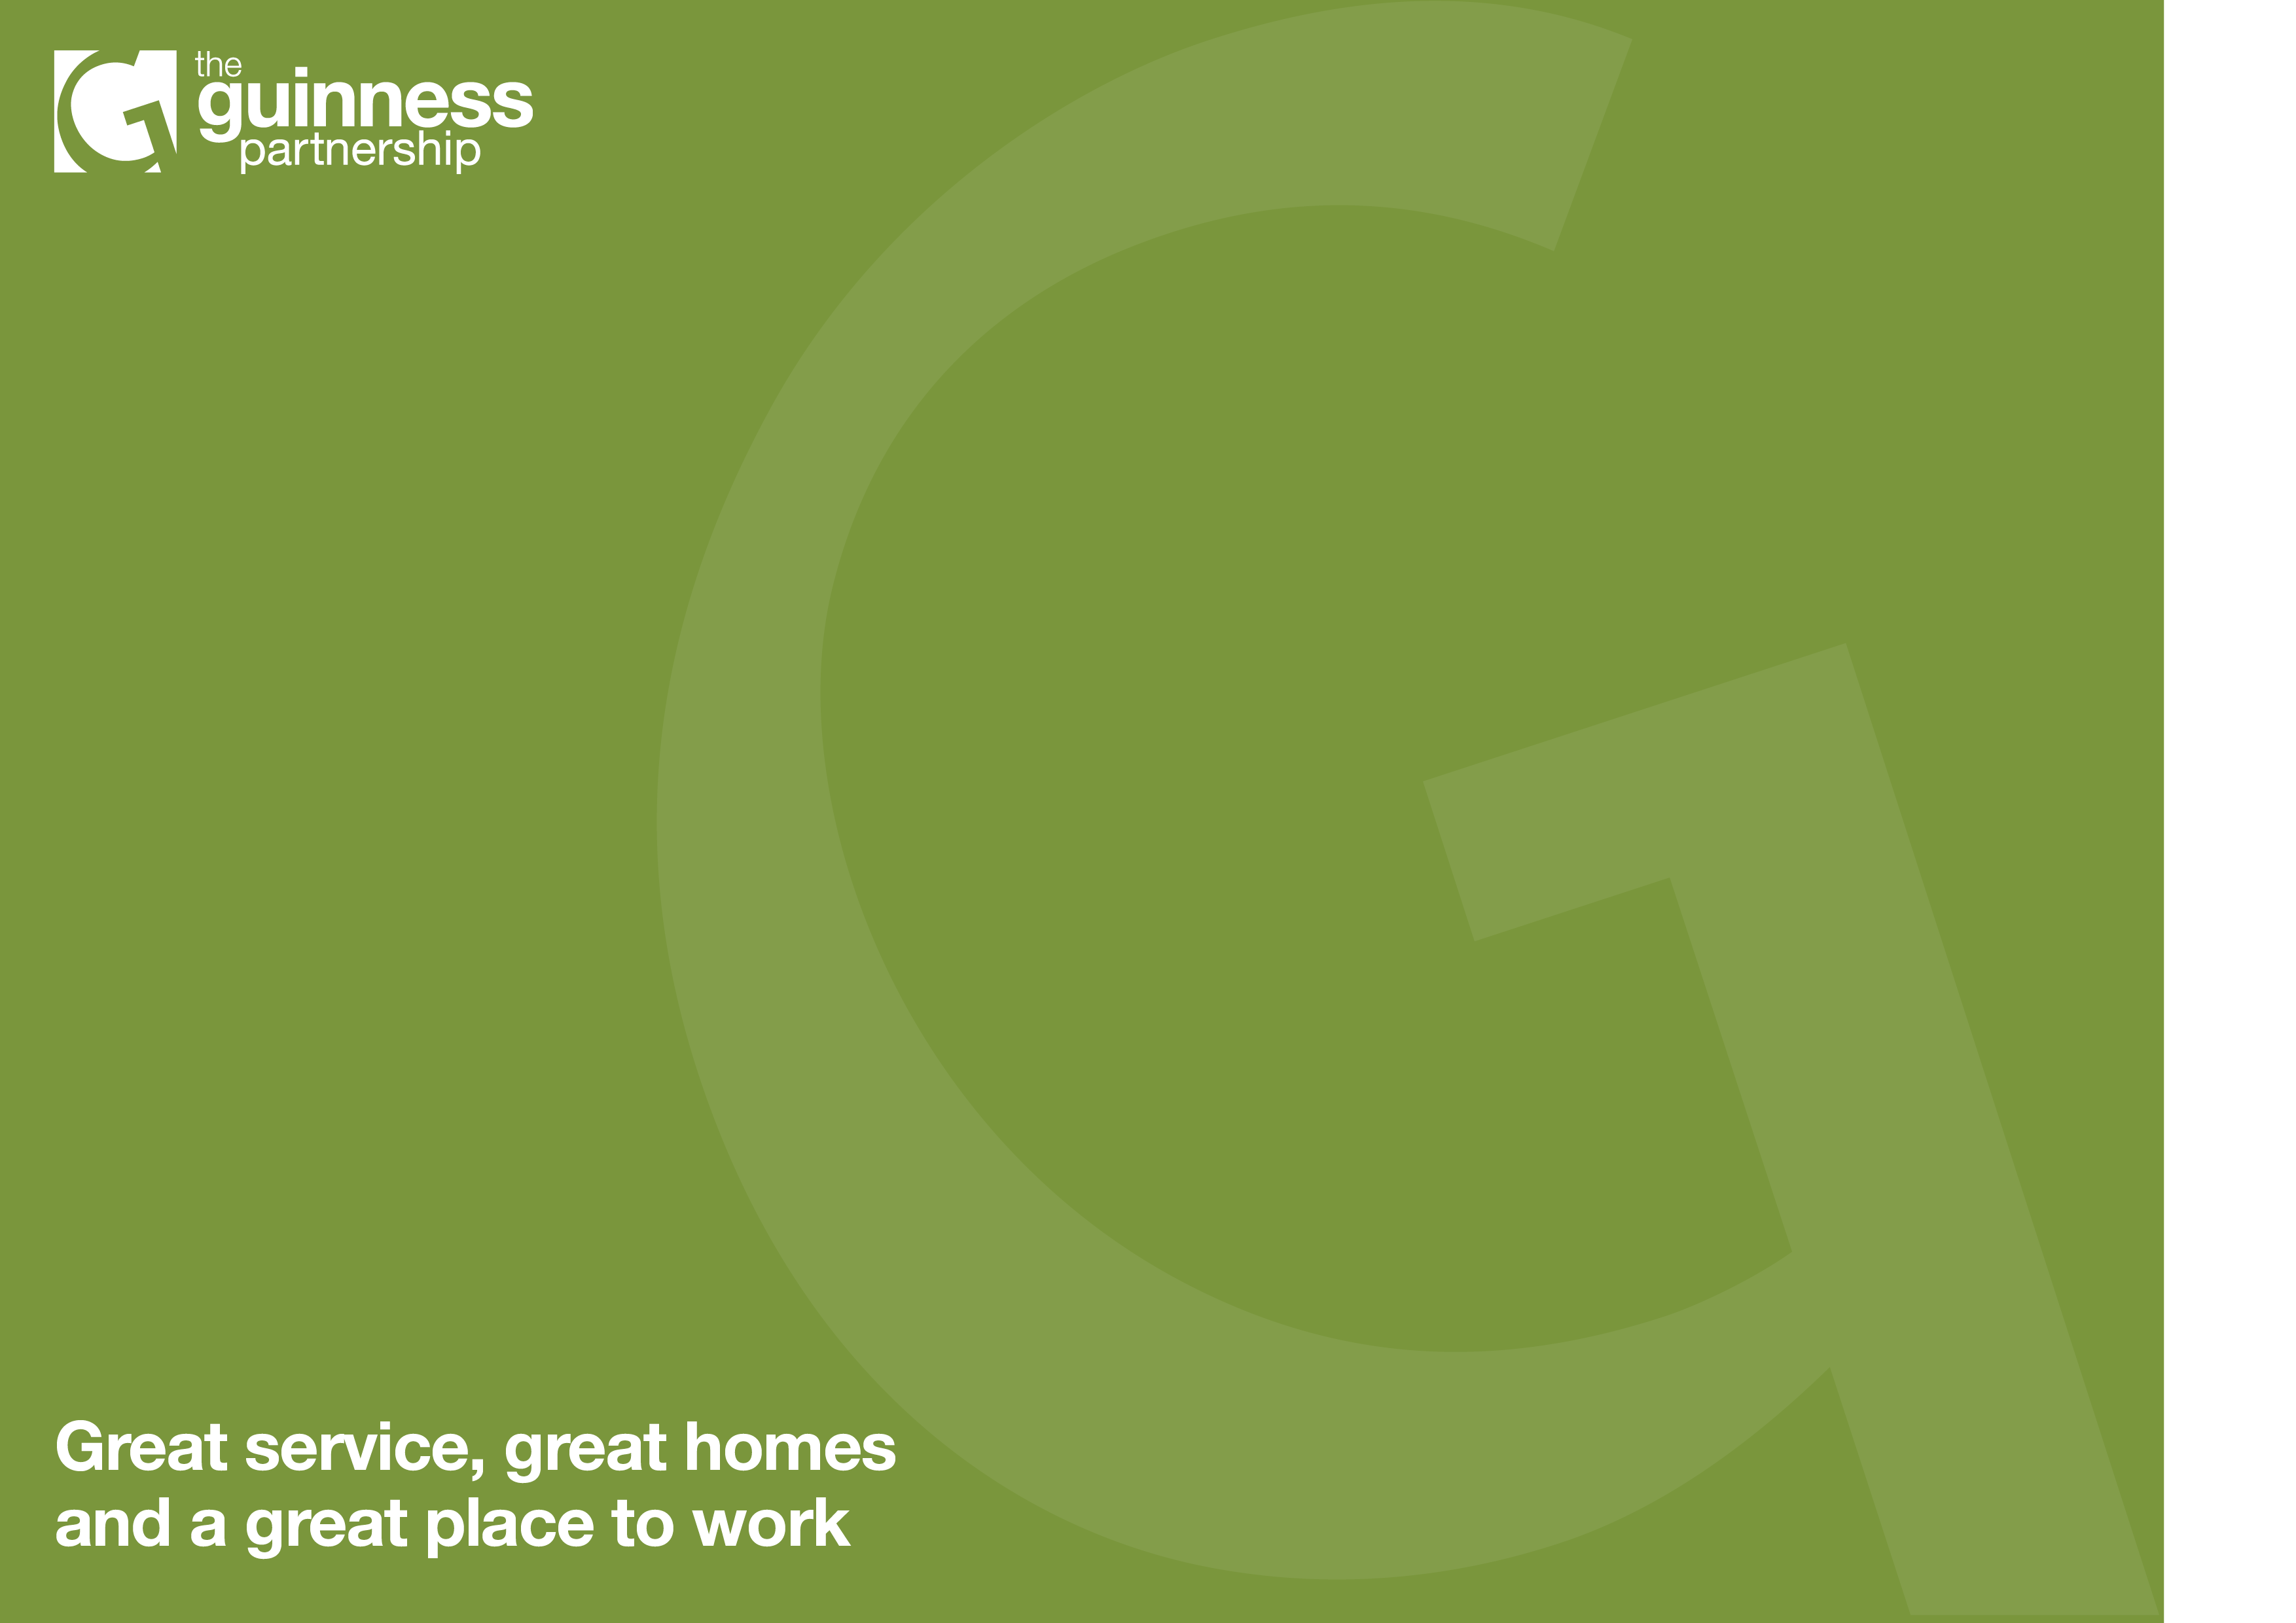 the
guinness
partnership
Great service, great homes
and a great place to work